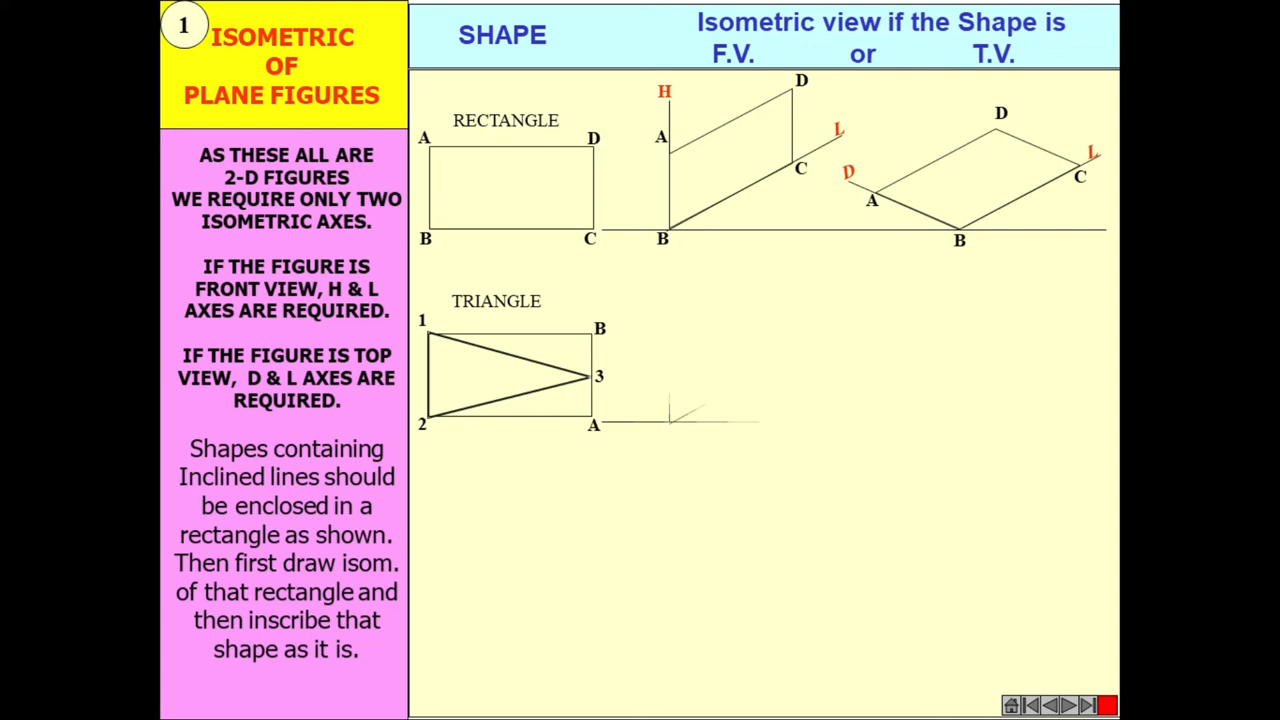 1
ISOMETRIC
OF
PLANE FIGURES
AS THESE ALL ARE
2-D FIGURES
WE REQUIRE ONLY TWO
ISOMETRIC AXES.
IF THE FIGURE IS
FRONT VIEW, H & L
AXES ARE REQUIRED.
IF THE FIGURE IS TOP
VIEW, D & L AXES ARE
REQUIRED.
Shapes containing
Inclined lines should
be enclosed in a
rectangle as shown.
Then first draw isom.
of that rectangle and
then inscribe that
shape as it is.
SHAPE
Isometric view if the Shape is
F.V. or T.V.
RECTANGLE
A D
B C
H
D
A
L
C
B
D
L
D
C
A
B
TRIANGLE
1
B
3
2
A